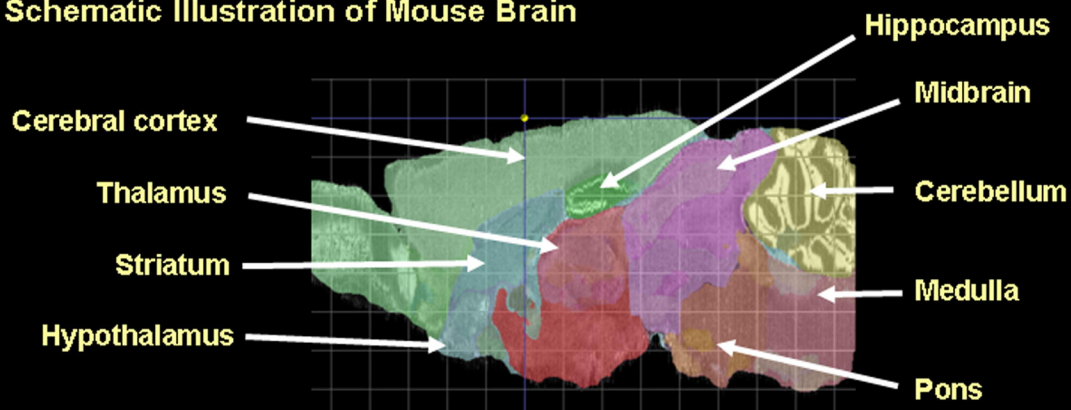 Schematic Illustration of Mouse Brain
Hippocampus
Midbrain
Cerebral cortex
Thalamus
Cerebellum
Striatum
Medulla
Hypothalamus
Pons